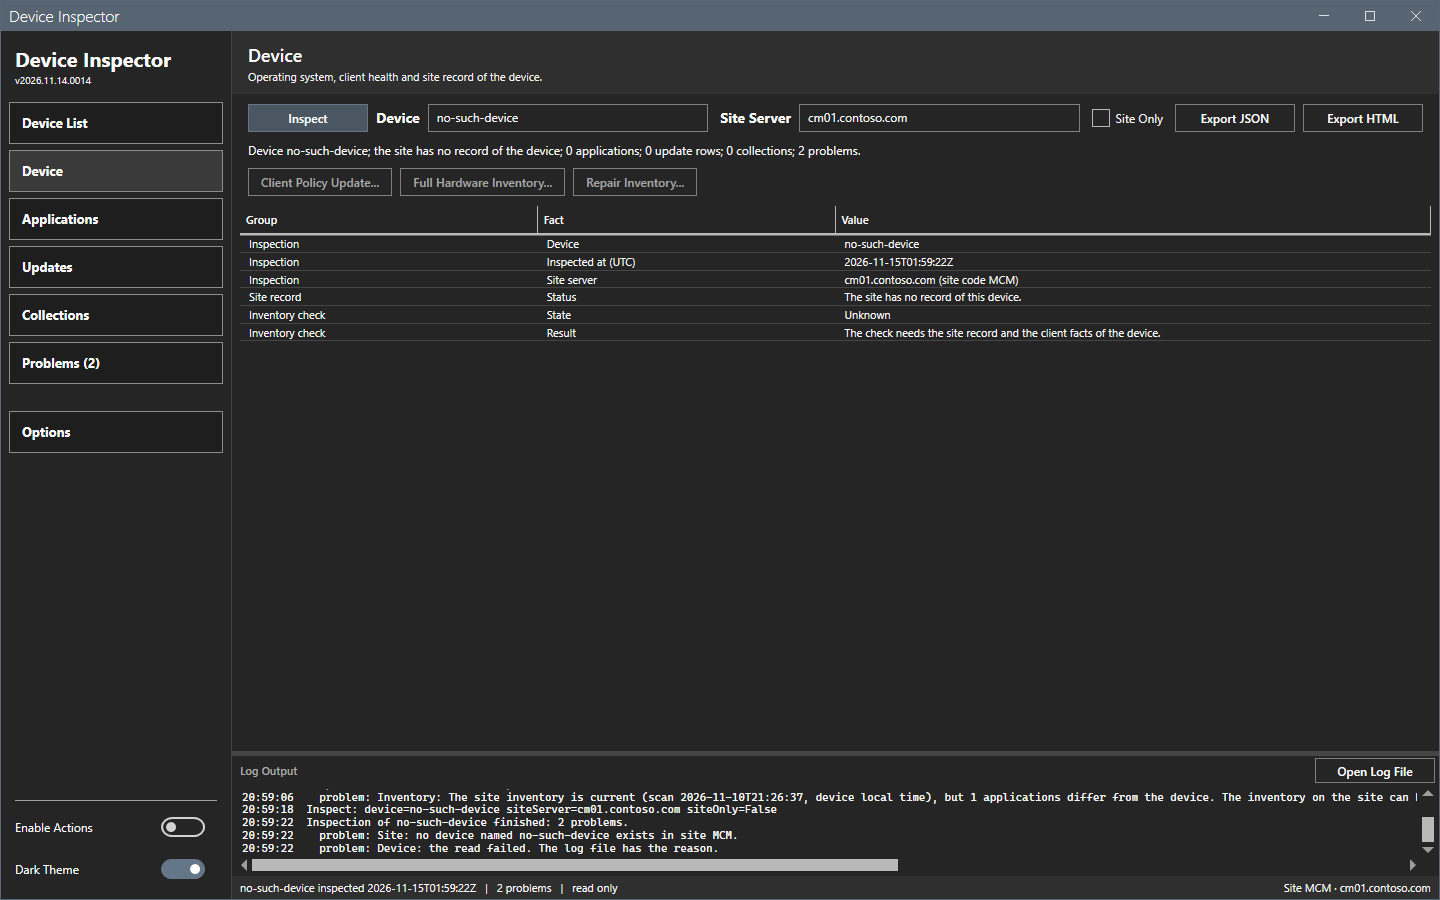 Device Inspector
Device Inspector
v2026.11.14.0014
Device List
Device
Applications
Updates
Collections
Problems (2)
Options
Enable Actions
Dark Theme
Device
Operating system, client health and site record of the device.
Inspect Device no-such-device Site Server cm01.contoso.com Site Only Export JSON Export HTML
Device no-such-device; the site has no record of the device; 0 applications; 0 update rows; 0 collections; 2 problems.
Client Policy Update... Full Hardware Inventory... Repair Inventory...
Group Fact Value
Inspection Device no-such-device
Inspection Inspected at (UTC) 2026-11-15T01:59:22Z
Inspection Site server cm01.contoso.com (site code MCM)
Site record Status The site has no record of this device.
Inventory check State Unknown
Inventory check Result The check needs the site record and the client facts of the device.
Log Output Open Log File
20:59:06 problem: Inventory: The site inventory is current (scan 2026-11-10T21:26:37, device local time), but 1 applications differ from the device. The inventory on the site can
20:59:18 Inspect: device=no-such-device siteServer=cm01.contoso.com siteOnly=False
20:59:22 Inspection of no-such-device finished: 2 problems.
20:59:22 problem: Site: no device named no-such-device exists in site MCM.
20:59:22 problem: Device: the read failed. The log file has the reason.
no-such-device inspected 2026-11-15T01:59:22Z | 2 problems | read only Site MCM · cm01.contoso.com